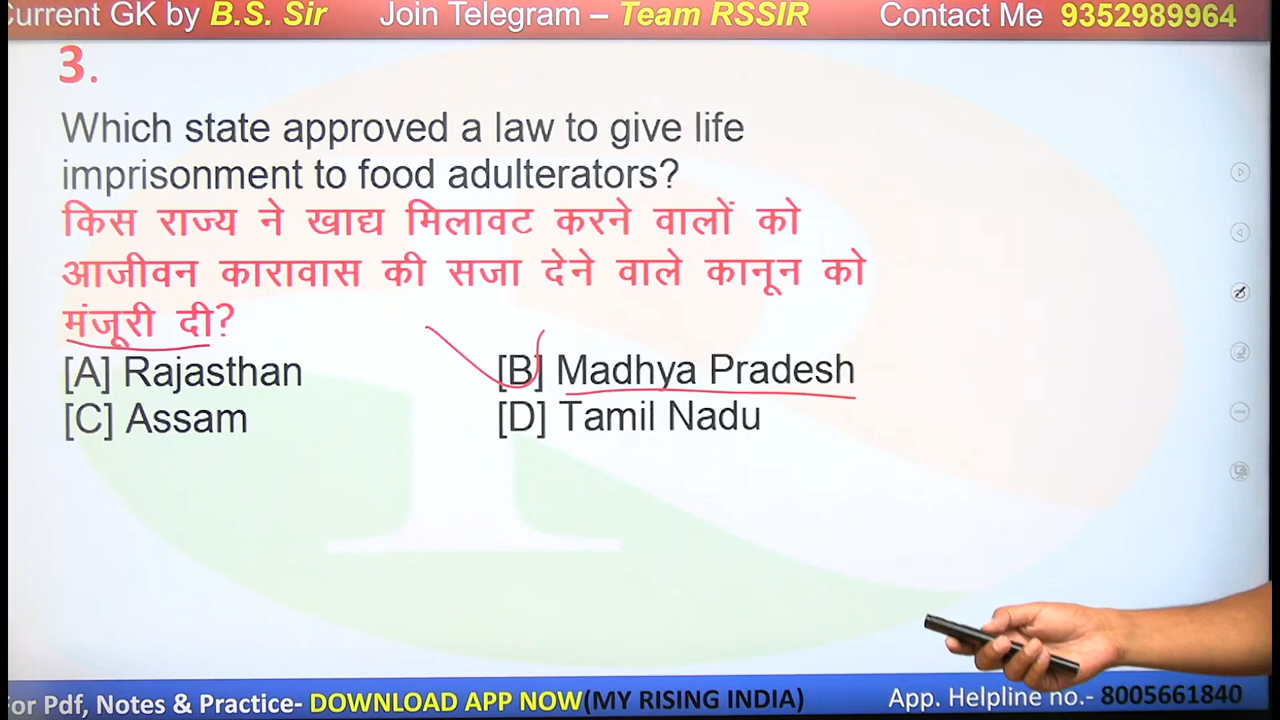 Current GK by B.S. Sir Join Telegram – Team RSSIR Contact Me 9352989964
3.
Which state approved a law to give life
imprisonment to food adulterators?
किस राज्य ने खाद्य मिलावट करने वालों को
आजीवन कारावास की सजा देने वाले कानून को
मंजूरी दी?
[A] Rajasthan [B] Madhya Pradesh
[C] Assam [D] Tamil Nadu
For Pdf, Notes & Practice- DOWNLOAD APP NOW(MY RISING INDIA) App. Helpline no.- 8005661840